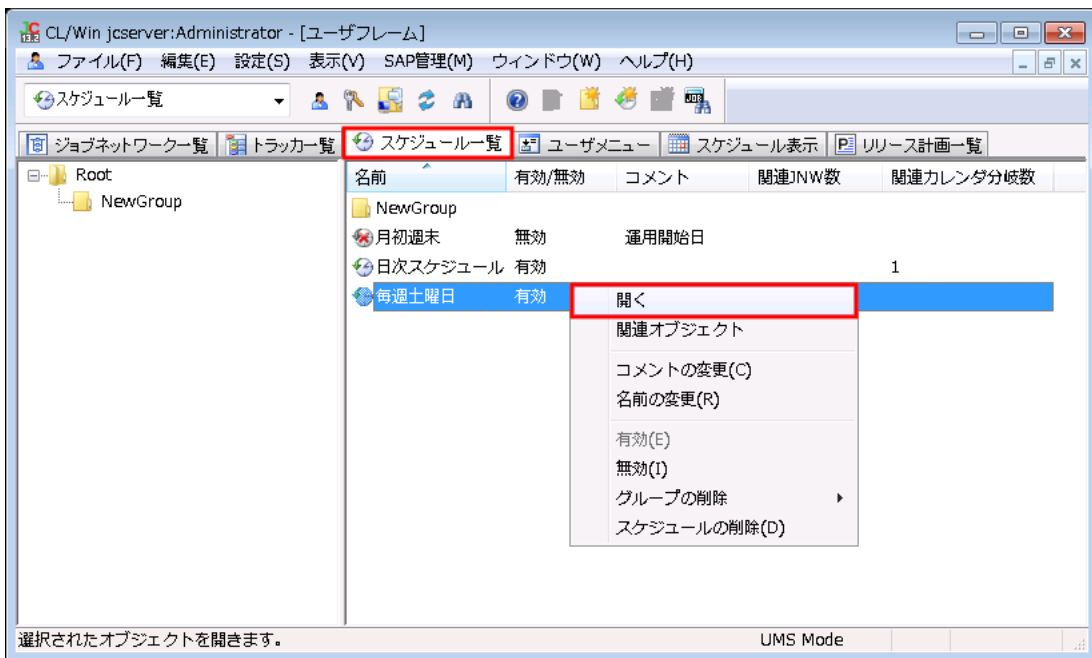 CL/Win jcserver:Administrator - [ユーザフレーム]
ファイル(F) 編集(E) 設定(S) 表示(V) SAP管理(M) ウィンドウ(W) ヘルプ(H)
スケジュール一覧
ジョブネットワーク一覧 トラッカ一覧 スケジュール一覧 ユーザメニュー スケジュール表示 リリース計画一覧
Root
NewGroup
名前 有効/無効 コメント 関連JNW数 関連カレンダ分岐数
NewGroup
月初週末 無効 運用開始日
日次スケジュール 有効 1
毎週土曜日 有効
開く
関連オブジェクト
コメントの変更(C)
名前の変更(R)
有効(E)
無効(I)
グループの削除
スケジュールの削除(D)
選択されたオブジェクトを開きます。 UMS Mode